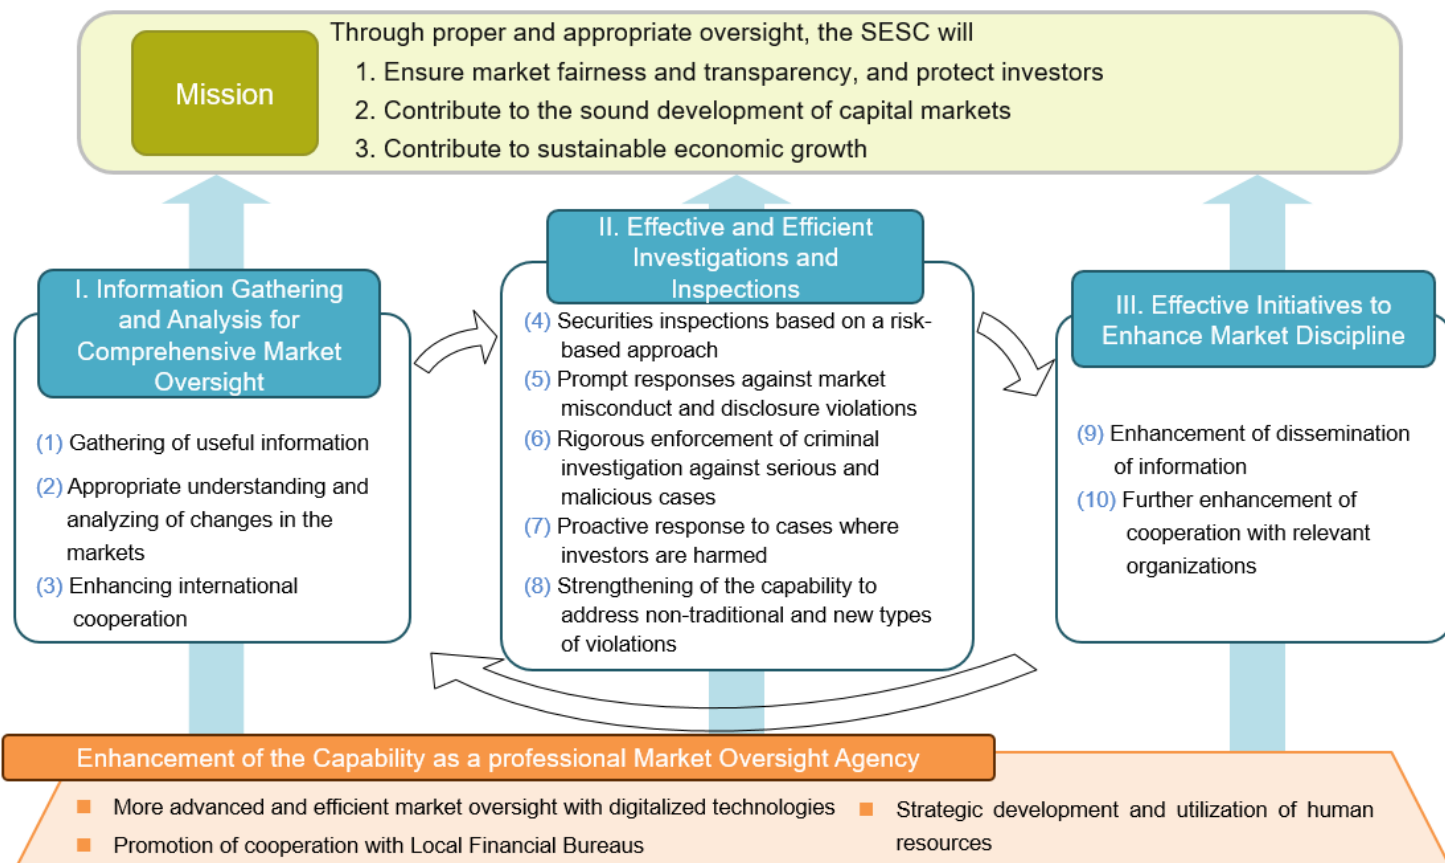 Mission
Through proper and appropriate oversight, the SESC will
1. Ensure market fairness and transparency, and protect investors
2. Contribute to the sound development of capital markets
3. Contribute to sustainable economic growth
I. Information Gathering
and Analysis for
Comprehensive Market
Oversight
(1) Gathering of useful information
(2) Appropriate understanding and
analyzing of changes in the
markets
(3) Enhancing international
cooperation
II. Effective and Efficient
Investigations and
Inspections
(4) Securities inspections based on a risk-
based approach
(5) Prompt responses against market
misconduct and disclosure violations
(6) Rigorous enforcement of criminal
investigation against serious and
malicious cases
(7) Proactive response to cases where
investors are harmed
(8) Strengthening of the capability to
address non-traditional and new types
of violations
III. Effective Initiatives to
Enhance Market Discipline
(9) Enhancement of dissemination
of information
(10) Further enhancement of
cooperation with relevant
organizations
Enhancement of the Capability as a professional Market Oversight Agency
More advanced and efficient market oversight with digitalized technologies
Promotion of cooperation with Local Financial Bureaus
Strategic development and utilization of human
resources